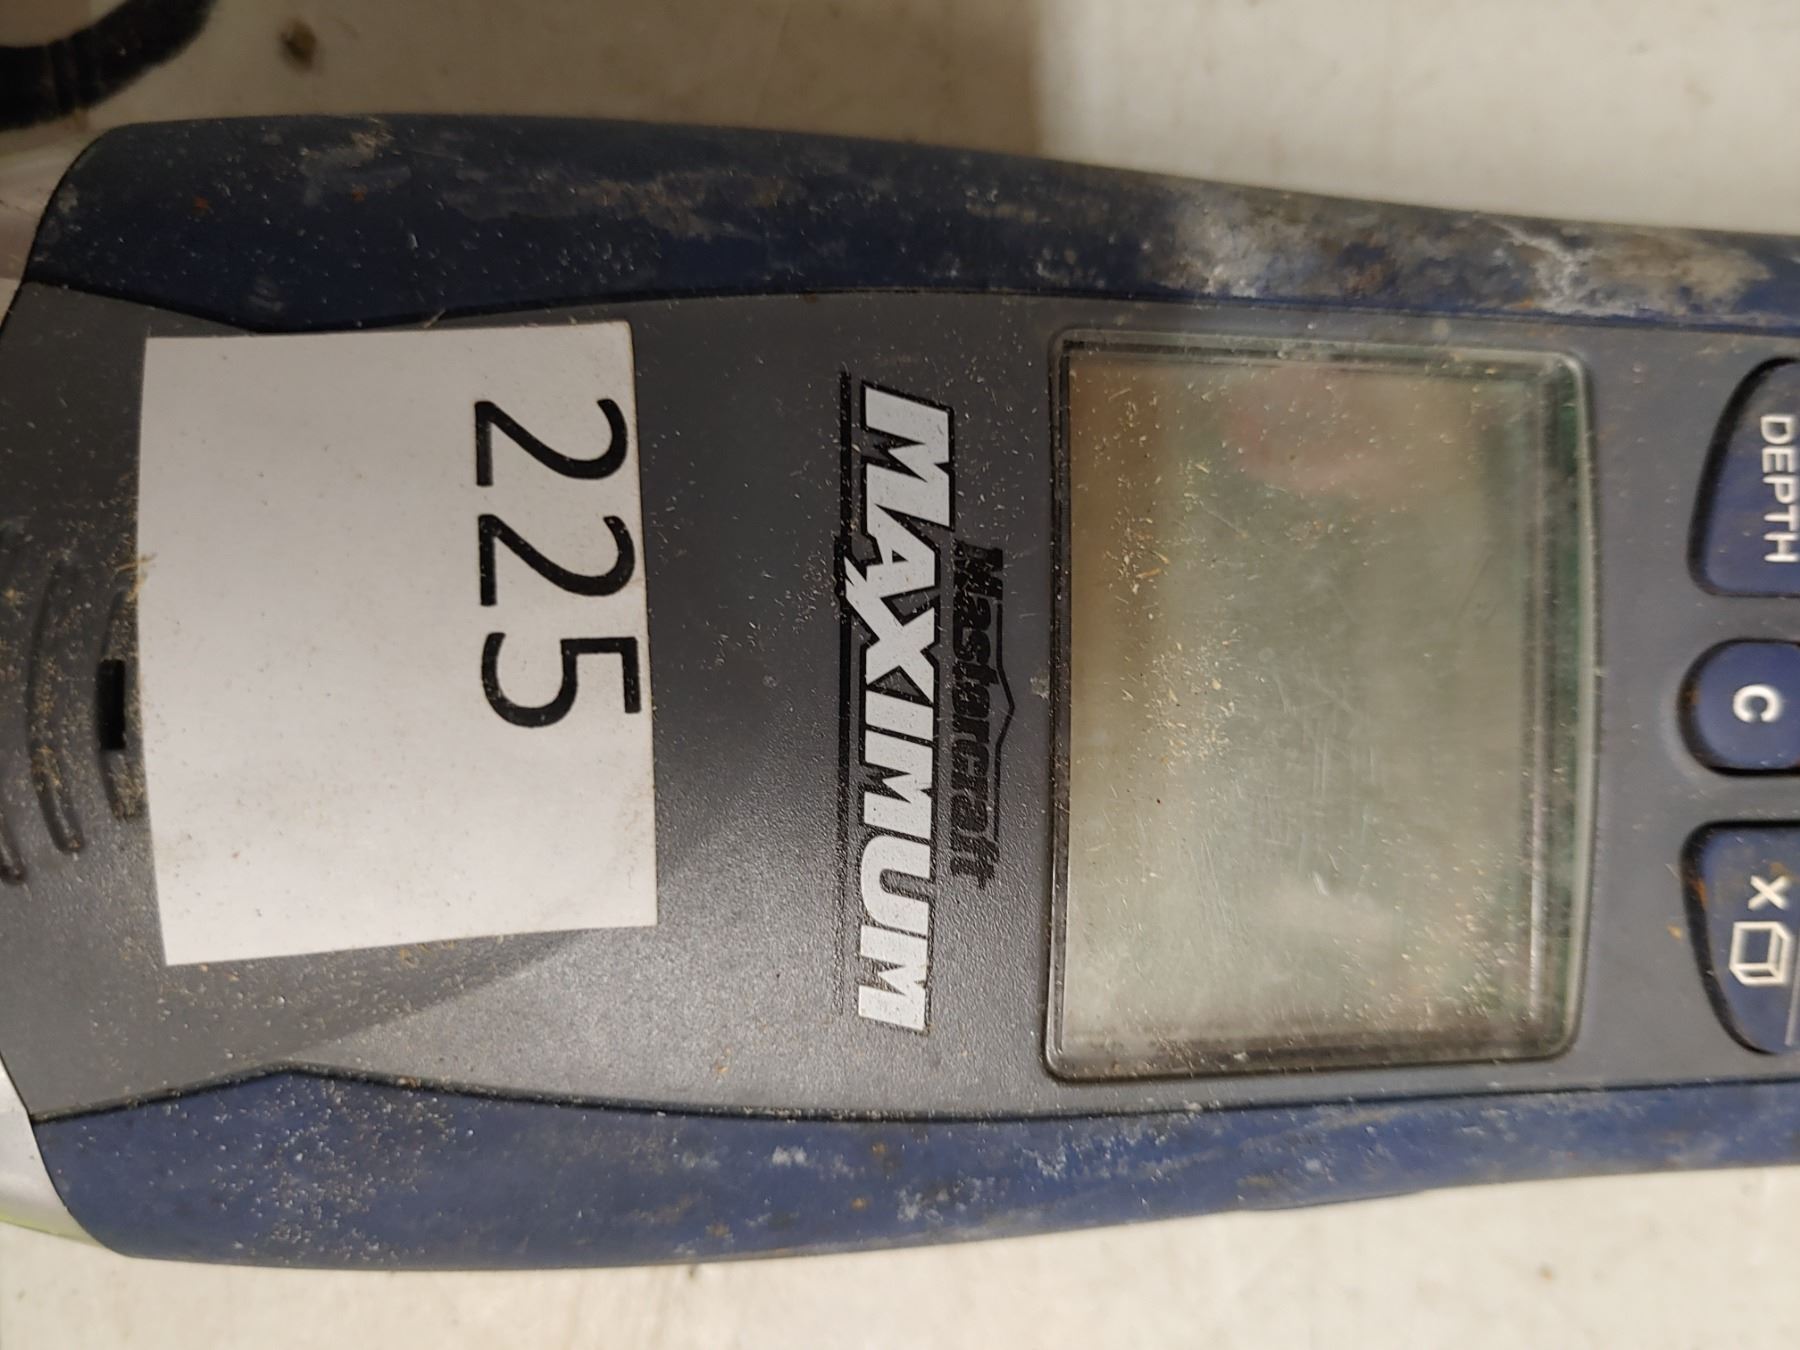 225
Mastercraft
MAXIMUM
DEPTH
C
X